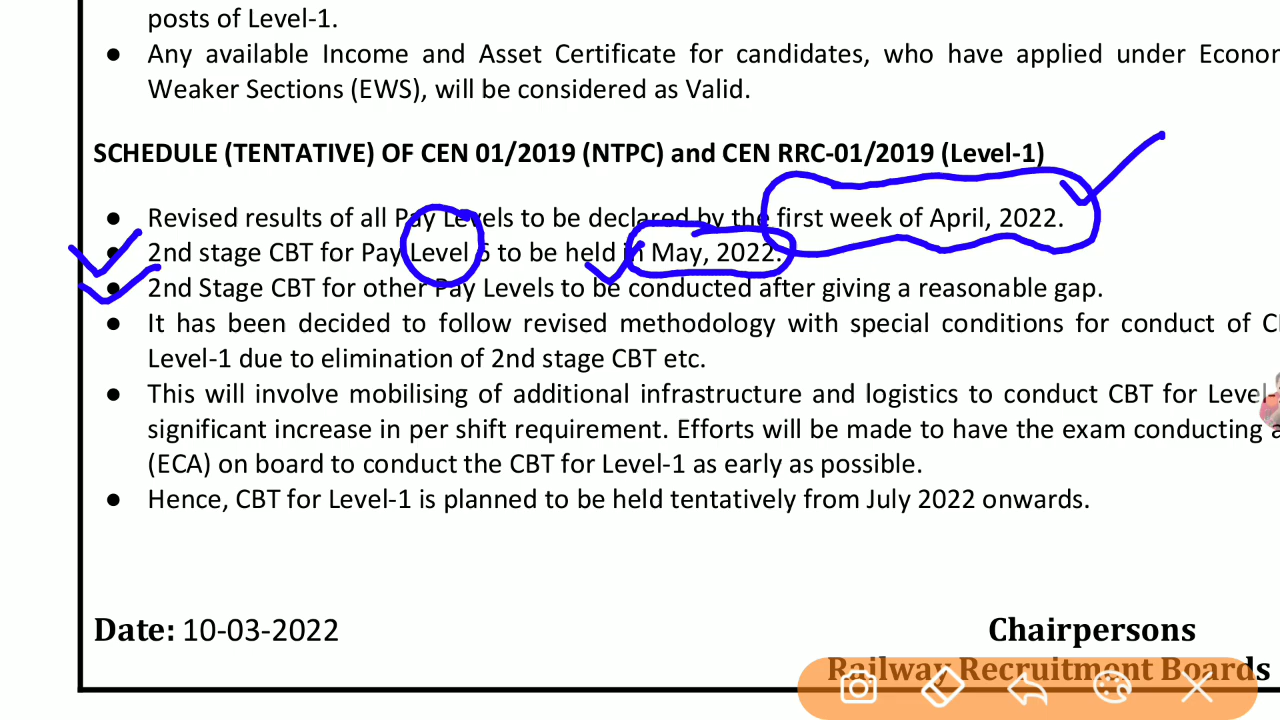 posts of Level-1.
● Any available Income and Asset Certificate for candidates, who have applied under
Weaker Sections (EWS), will be considered as Valid.
SCHEDULE (TENTATIVE) OF CEN 01/2019 (NTPC) and CEN RRC-01/2019 (Level-1)
● Revised results of all Pay Levels to be declared by the first week of April, 2022.
● 2nd stage CBT for Pay Level 6 to be held in May, 2022.
● 2nd Stage CBT for other Pay Levels to be conducted after giving a reasonable gap.
● It has been decided to follow revised methodology with special conditions for conduct of
Level-1 due to elimination of 2nd stage CBT etc.
● This will involve mobilising of additional infrastructure and logistics to conduct CBT for
significant increase in per shift requirement. Efforts will be made to have the exam conducting
(ECA) on board to conduct the CBT for Level-1 as early as possible.
● Hence, CBT for Level-1 is planned to be held tentatively from July 2022 onwards.
Date: 10-03-2022
Chairpersons
Railway Recruitment Boards